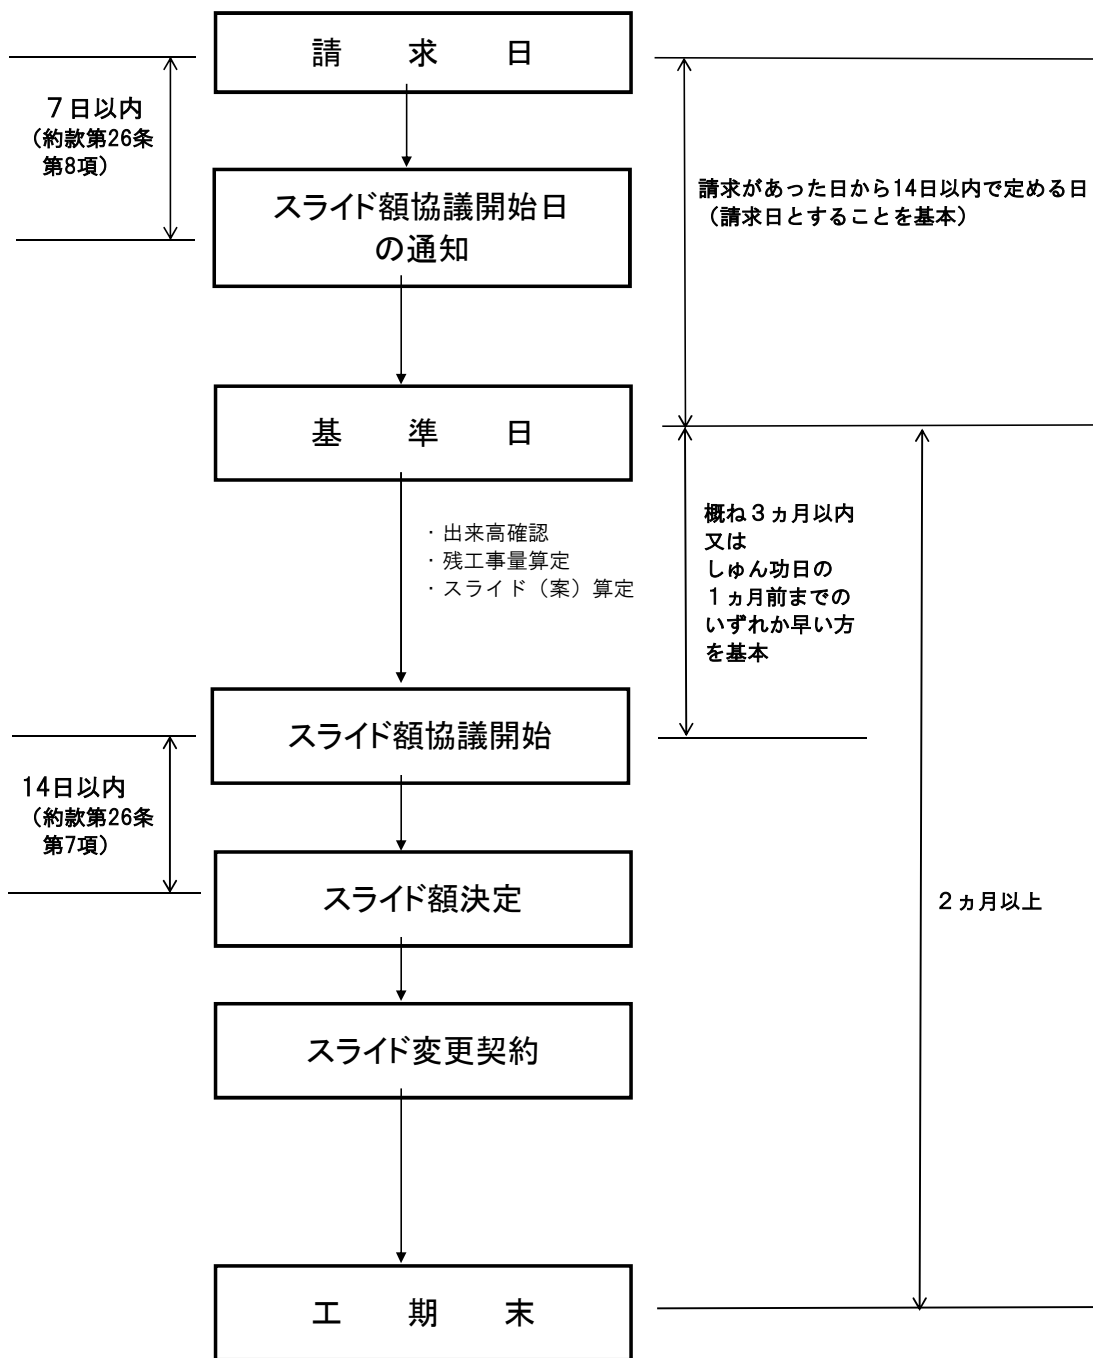 請求日
7日以内
（約款第26条
第8項）
スライド額協議開始日
の通知
請求があった日から14日以内で定める日
（請求日とすることを基本）
基準日
・出来高確認
・残工事量算定
・スライド（案）算定
概ね３ヵ月以内
又は
しゅん功日の
１ヵ月前までの
いずれか早い方
を基本
スライド額協議開始
14日以内
（約款第26条
第7項）
スライド額決定
２ヵ月以上
スライド変更契約
工期末